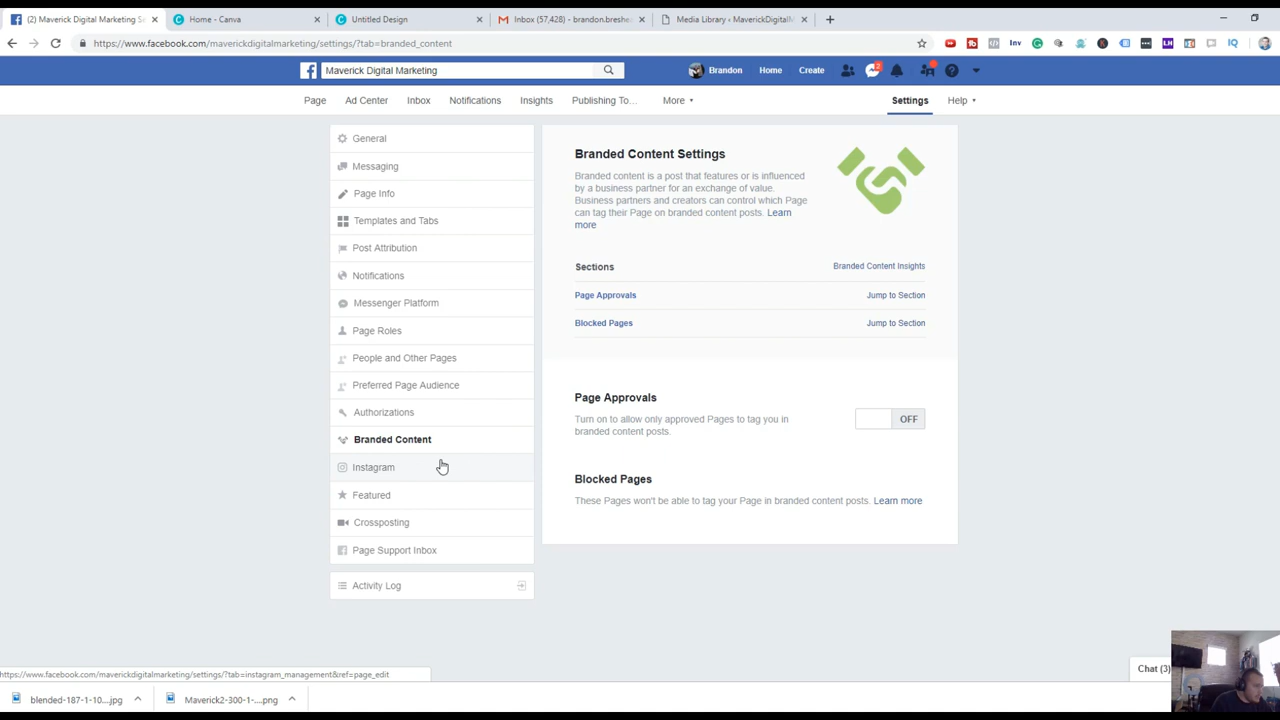 (2) Maverick Digital Marketing Se
Home - Canva
Untitled Design
Inbox (57,428) - brandon.breshea
Media Library ‹ MaverickDigitalM
https://www.facebook.com/maverickdigitalmarketing/settings/?tab=branded_content
Inv
LH
IQ
Maverick Digital Marketing
Brandon
Home
Create
2
Page
Ad Center
Inbox
Notifications
Insights
Publishing To…
More
Settings
Help
General
Messaging
Page Info
Templates and Tabs
Post Attribution
Notifications
Messenger Platform
Page Roles
People and Other Pages
Preferred Page Audience
Authorizations
Branded Content
Instagram
Featured
Crossposting
Page Support Inbox
Activity Log
Branded Content Settings
Branded content is a post that features or is influenced
by a business partner for an exchange of value.
Business partners and creators can control which Page
can tag their Page on branded content posts. Learn
more
Sections
Branded Content Insights
Page Approvals
Jump to Section
Blocked Pages
Jump to Section
Page Approvals
Turn on to allow only approved Pages to tag you in
branded content posts.
OFF
Blocked Pages
These Pages won't be able to tag your Page in branded content posts. Learn more
https://www.facebook.com/maverickdigitalmarketing/settings/?tab=instagram_management&ref=page_edit
Chat (3)
blended-187-1-10....jpg
Maverick2-300-1-....png